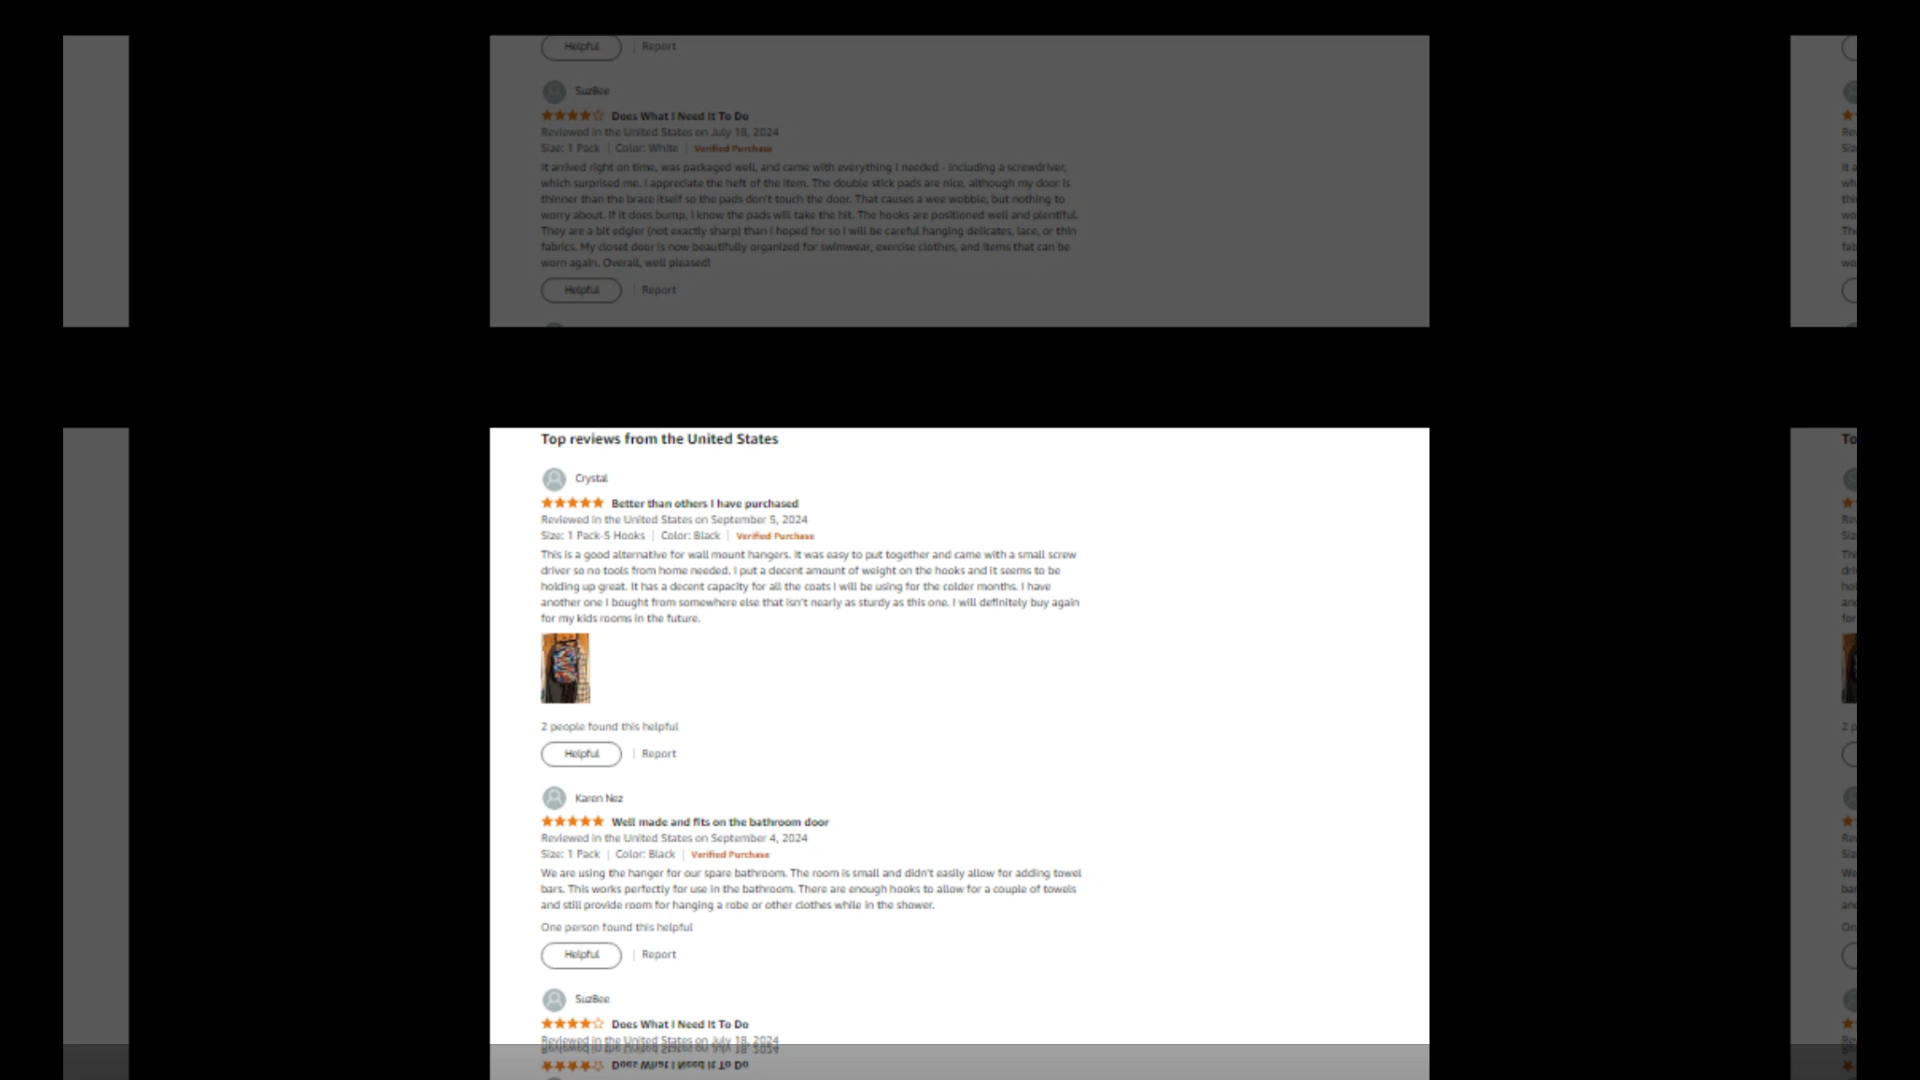 Helpful | Report
SuzBee
Does What I Need It To Do
Reviewed in the United States on July 18, 2024
Size: 1 Pack | Color: White | Verified Purchase
It arrived right on time, was packaged well, and came with everything I needed - including a screwdriver,
which surprised me. I appreciate the heft of the item. The double stick pads are nice, although my door is
thinner than the brace itself so the pads don't touch the door. That causes a wee wobble, but nothing to
worry about. If it does bump, I know the pads will take the hit. The hooks are positioned well and plentiful.
They are a bit edgier (not exactly sharp) than I hoped for so I will be careful hanging delicates, lace, or thin
fabrics. My closet door is now beautifully organized for swimwear, exercise clothes, and items that can be
worn again. Overall, well pleased!
Helpful | Report
Top reviews from the United States
Crystal
Better than others I have purchased
Reviewed in the United States on September 5, 2024
Size: 1 Pack-5 Hooks | Color: Black | Verified Purchase
This is a good alternative for wall mount hangers. It was easy to put together and came with a small screw
driver so no tools from home needed. I put a decent amount of weight on the hooks and it seems to be
holding up great. It has a decent capacity for all the coats I will be using for the colder months. I have
another one I bought from somewhere else that isn't nearly as sturdy as this one. I will definitely buy again
for my kids rooms in the future.
2 people found this helpful
Helpful | Report
Karen Nez
Well made and fits on the bathroom door
Reviewed in the United States on September 4, 2024
Size: 1 Pack | Color: Black | Verified Purchase
We are using the hanger for our spare bathroom. The room is small and didn't easily allow for adding towel
bars. This works perfectly for use in the bathroom. There are enough hooks to allow for a couple of towels
and still provide room for hanging a robe or other clothes while in the shower.
One person found this helpful
Helpful | Report
SuzBee
Does What I Need It To Do
Reviewed in the United States on July 18, 2024